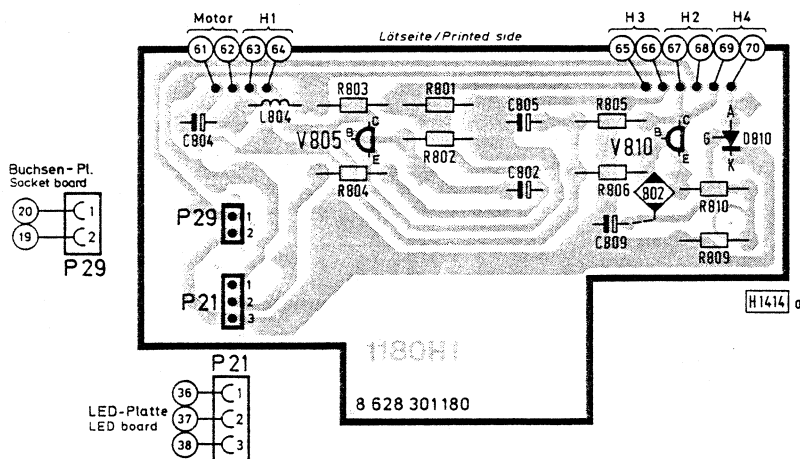 Motor H1 H3 H2 H4
61 62 63 64 Lötseite/Printed side 65 66 67 68 69 70
R803 R801 C805 R805 A
C804 L804 C
V805 B V810 B C G D810
E R802 E K
R804 C802 R806 802 R810
Buchsen-Pl.
Socket board
20 1
19 2
P29
P29 1
2
C809 R809
P21 1
2
3
H1414 a
1180H1
P21
36 1
LED-Platte 37 2
LED board
38 3
8 628 301 180